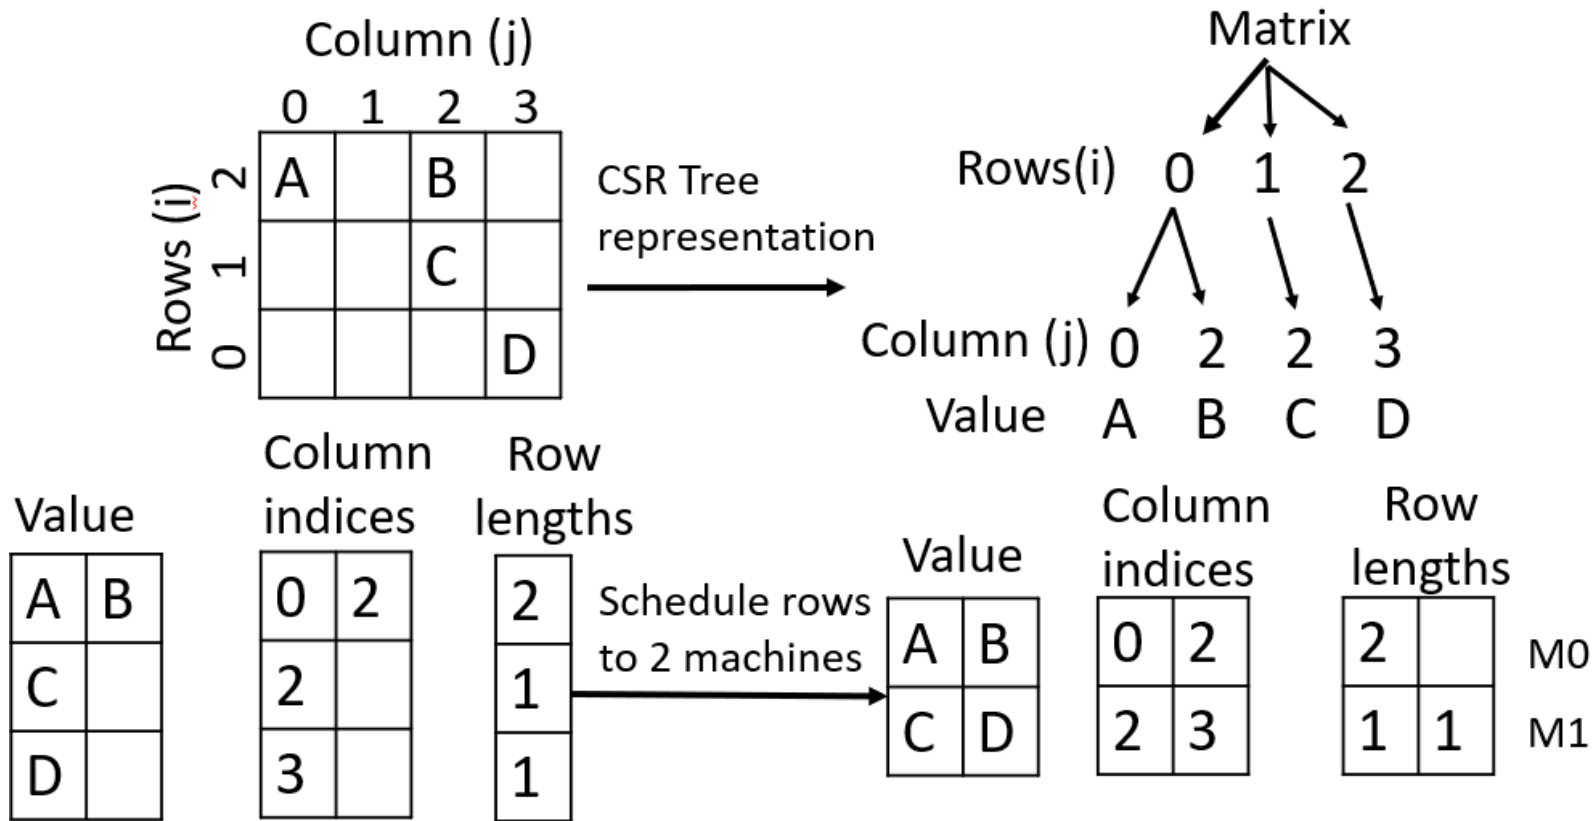 Column (j)
0 1 2 3
Rows (i)
2 A B
1 C
0 D
CSR Tree
representation
Matrix
Rows(i) 0 1 2
Column (j) 0 2 2 3
Value A B C D
Value
A B
C
D
Column
indices
0 2
2
3
Row
lengths
2
1
1
Schedule rows
to 2 machines
Value
A B
C D
Column
indices
0 2
2 3
Row
lengths
2
1 1
M0
M1